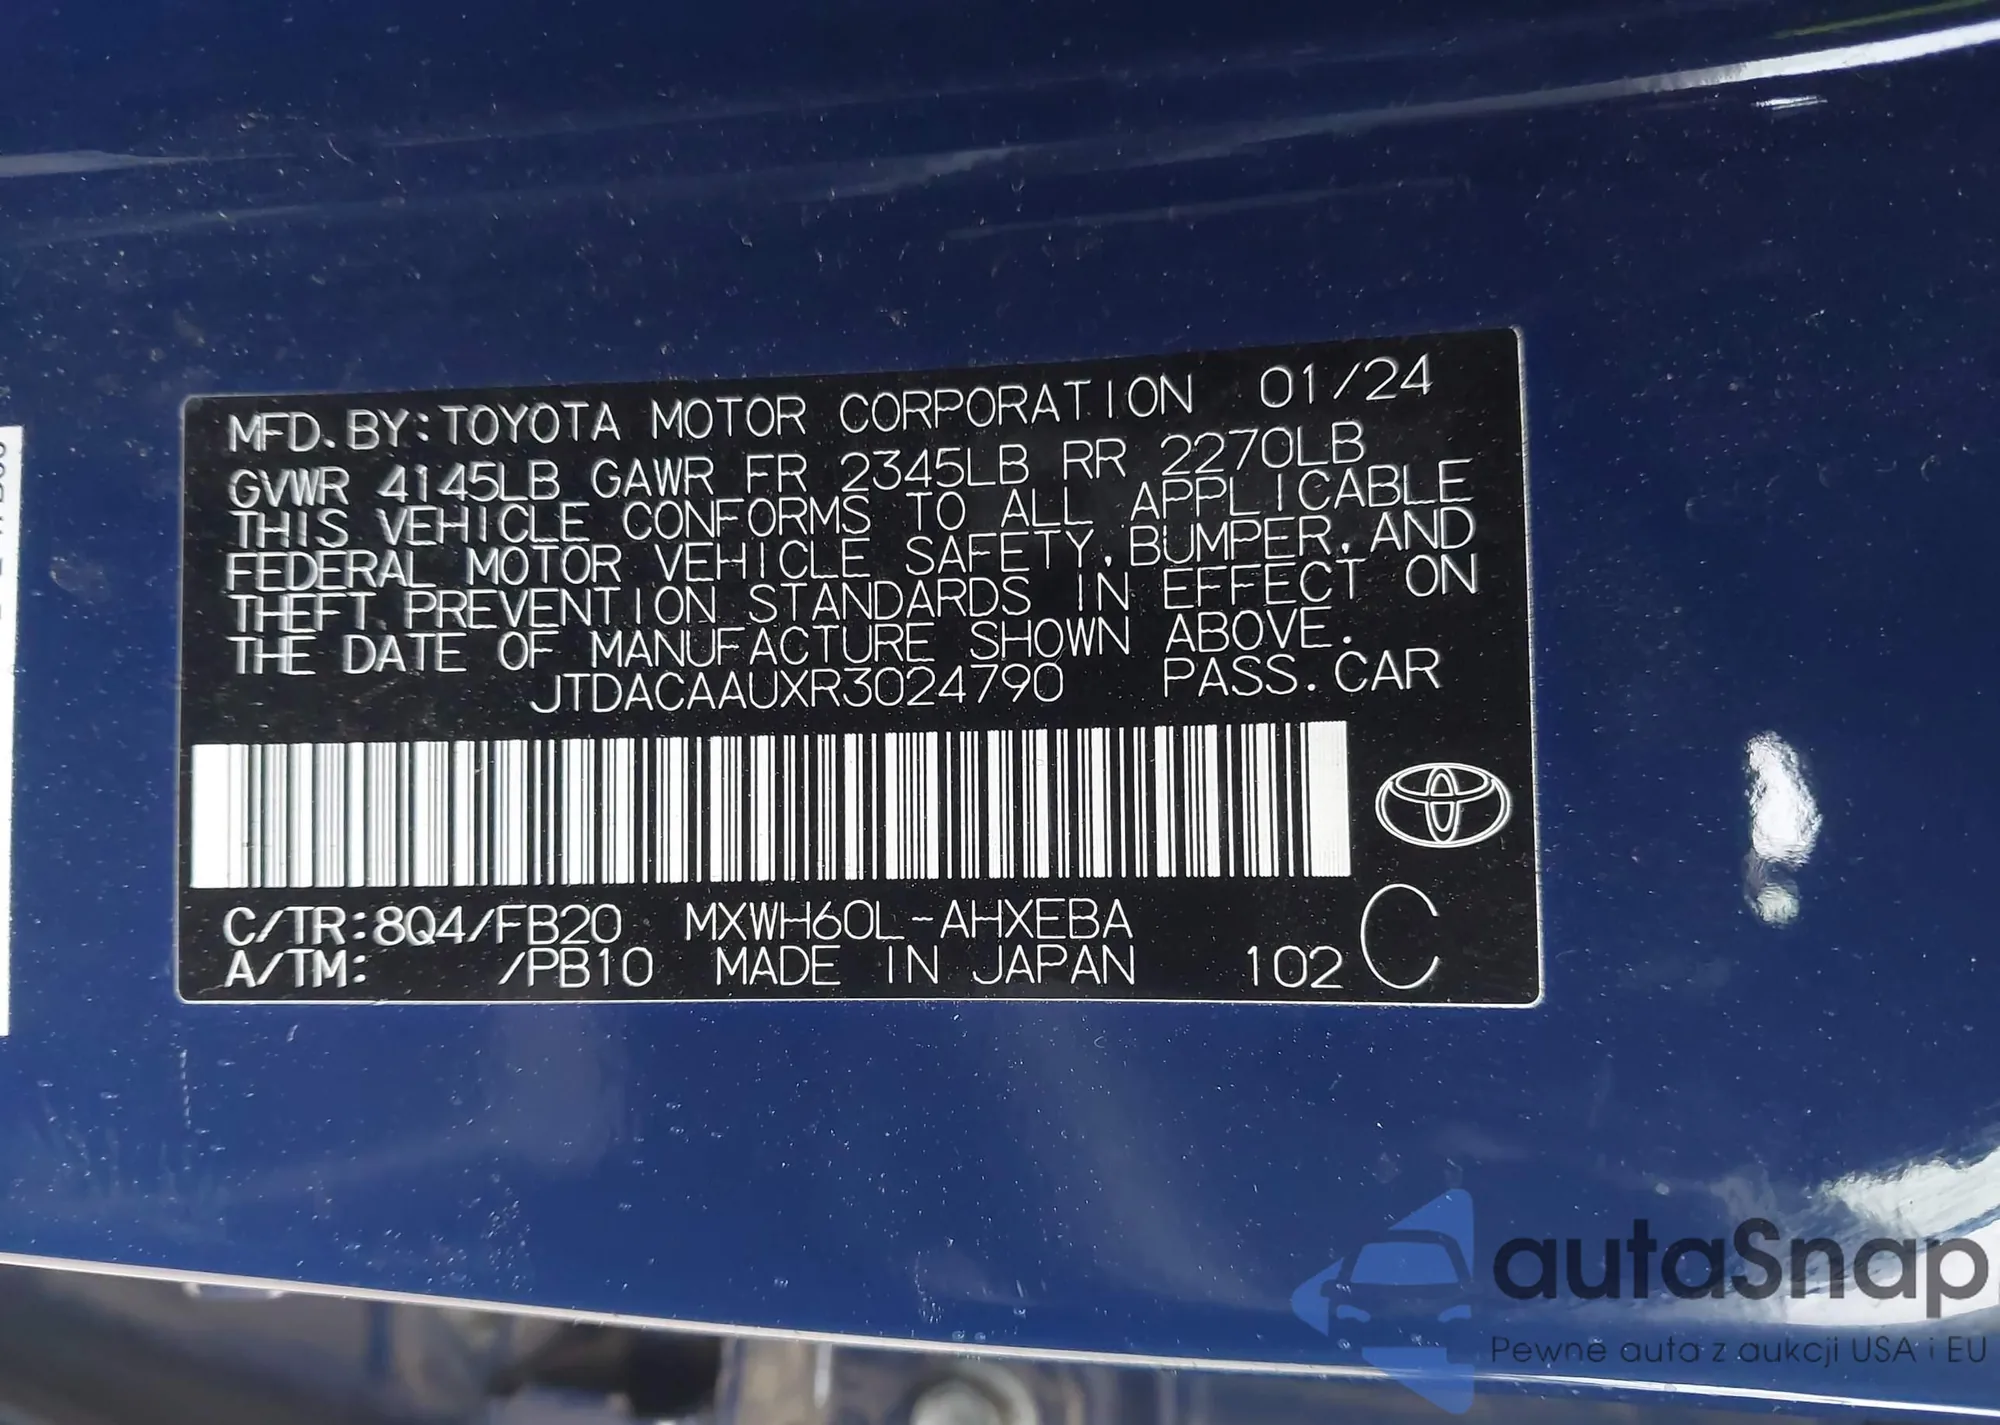 MFD. BY: TOYOTA MOTOR CORPORATION 01/24
GVWR 4145LB GAWR FR 2345LB RR 2270LB
THIS VEHICLE CONFORMS TO ALL APPLICABLE
FEDERAL MOTOR VEHICLE SAFETY, BUMPER, AND
THEFT PREVENTION STANDARDS IN EFFECT ON
THE DATE OF MANUFACTURE SHOWN ABOVE.
JTDACAAUXR3024790 PASS. CAR
C/TR: 8Q4/FB20 MXWH60L-AHXEBA
A/TM: /PB10 MADE IN JAPAN 102 C
autaSnap
Pewne auta z aukcji USA i EU